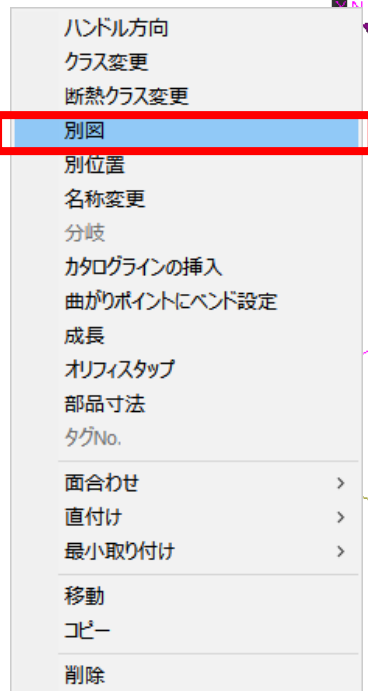 ハンドル方向
クラス変更
断熱クラス変更
別図
別位置
名称変更
分岐
カタログラインの挿入
曲がりポイントにベンド設定
成長
オリフィスタップ
部品寸法
タグNo.
面合わせ
直付け
最小取り付け
移動
コピー
削除